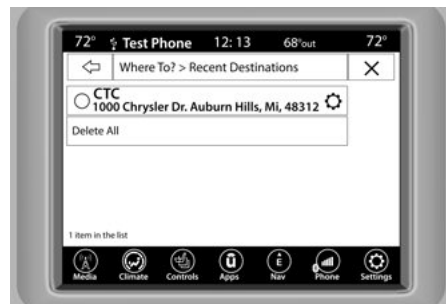 72° Test Phone 12:13 68°out 72°
Where To? > Recent Destinations X
CTC
1000 Chrysler Dr. Auburn Hills, Mi, 48312
Delete All
1 item in the list
ū E
Media Climate Controls Apps Nav Phone Settings